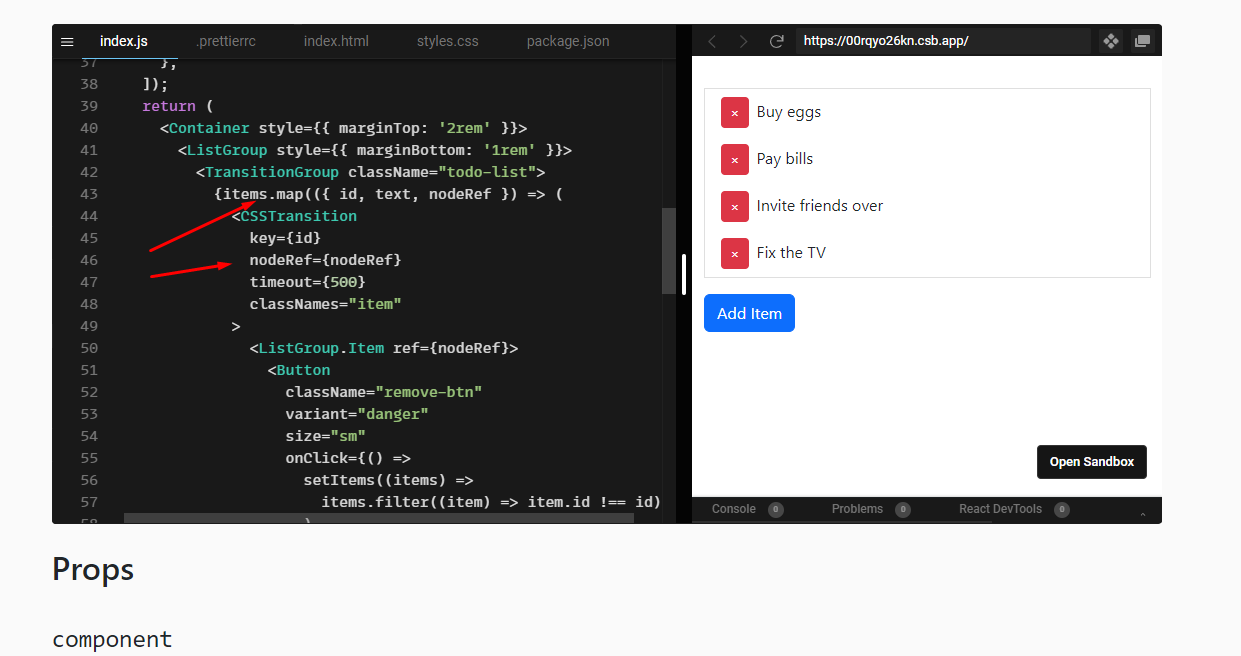 index.js .prettierrc index.html styles.css package.json
https://00rqyo26kn.csb.app/
37 },
38 ]);
39 return (
40 <Container style={{ marginTop: '2rem' }}>
41 <ListGroup style={{ marginBottom: '1rem' }}>
42 <TransitionGroup className="todo-list">
43 {items.map(({ id, text, nodeRef }) => (
44 <CSSTransition
45 key={id}
46 nodeRef={nodeRef}
47 timeout={500}
48 classNames="item"
49 >
50 <ListGroup.Item ref={nodeRef}>
51 <Button
52 className="remove-btn"
53 variant="danger"
54 size="sm"
55 onClick={() =>
56 setItems((items) =>
57 items.filter((item) => item.id !== id)
58 )
× Buy eggs
× Pay bills
× Invite friends over
× Fix the TV
Add Item
Open Sandbox
Console 0 Problems 0 React DevTools 0
Props
component